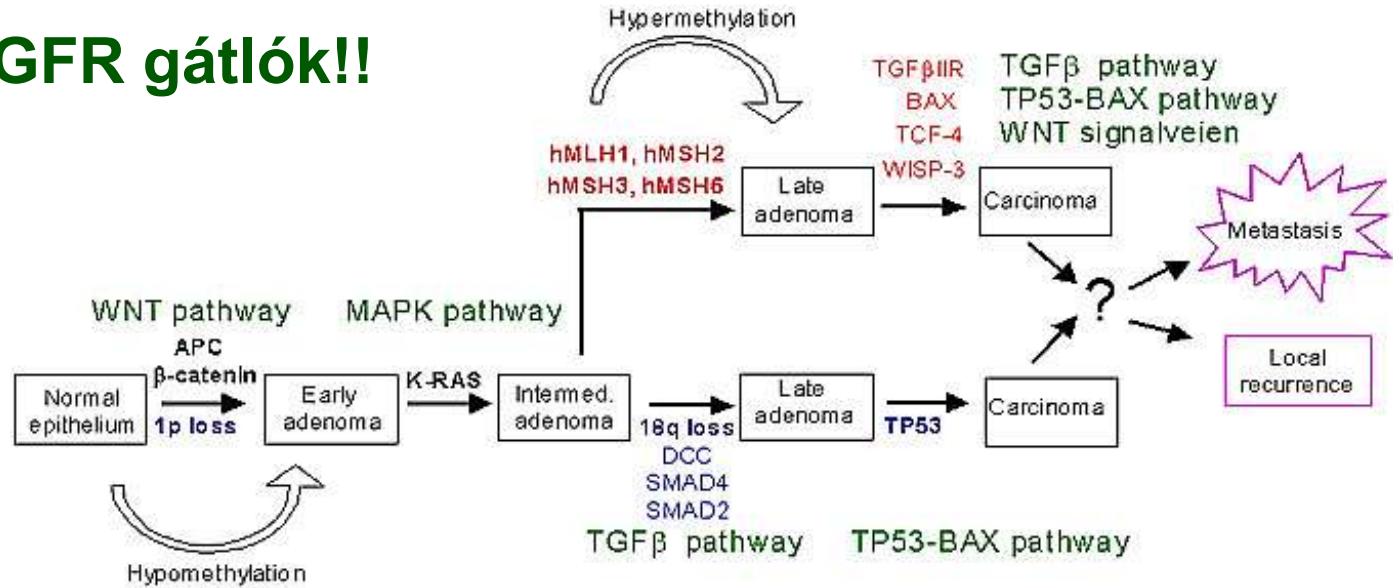 GFR gátlók!!
Hypermethylation
TGFβIIR
BAX
TCF-4
WISP-3
TGFβ pathway
TP53-BAX pathway
WNT signalveien
hMLH1, hMSH2
hMSH3, hMSH6
Late
adenoma
Carcinoma
Metastasis
?
WNT pathway
MAPK pathway
APC
β-catenin
1p loss
Normal
epithelium
Early
adenoma
K-RAS
Intermed.
adenoma
18q loss
DCC
SMAD4
SMAD2
Late
adenoma
TP53
Carcinoma
Local
recurrence
TGFβ pathway
TP53-BAX pathway
Hypomethylation